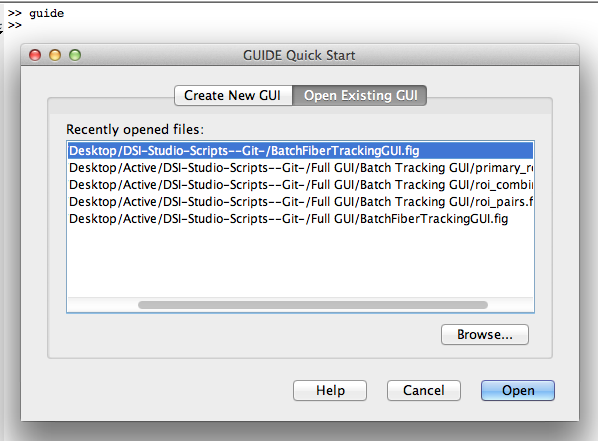 >> guide
>>
GUIDE Quick Start
Create New GUI Open Existing GUI
Recently opened files:
Desktop/DSI-Studio-Scripts--Git-/BatchFiberTrackingGUI.fig
Desktop/Active/DSI-Studio-Scripts--Git-/Full GUI/Batch Tracking GUI/primary_r
Desktop/Active/DSI-Studio-Scripts--Git-/Full GUI/Batch Tracking GUI/roi_combi
Desktop/Active/DSI-Studio-Scripts--Git-/Full GUI/Batch Tracking GUI/roi_pairs.f
Desktop/Active/DSI-Studio-Scripts--Git-/Full GUI/BatchFiberTrackingGUI.fig
Browse...
Help Cancel Open